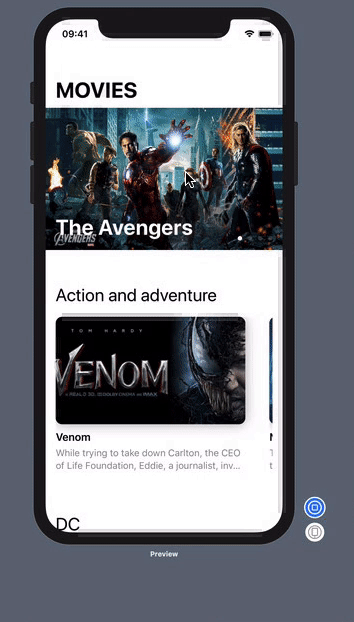 09:41
MOVIES
The Avengers
AVENGERS
Action and adventure
TOM HARDY
VENOM
Venom
While trying to take down Carlton, the CEO
of Life Foundation, Eddie, a journalist, inv...
DC
Preview